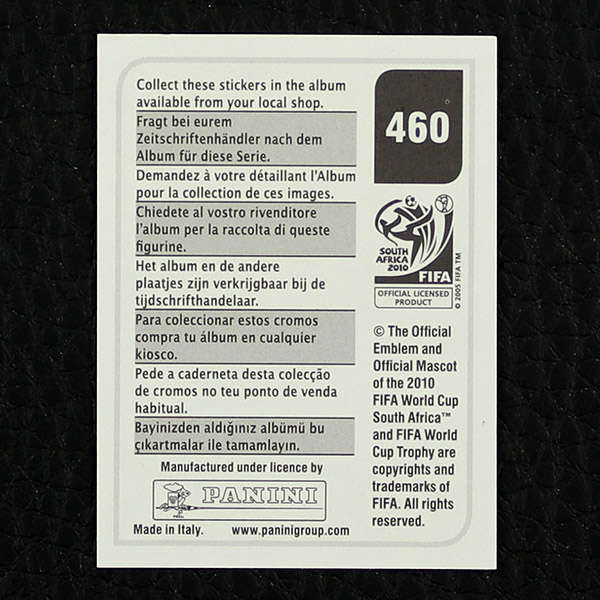 Collect these stickers in the album
available from your local shop.
Fragt bei eurem
Zeitschriftenhändler nach dem
Album für diese Serie.
Demandez à votre détaillant l'Album
pour la collection de ces images.
Chiedete al vostro rivenditore
l'album per la raccolta di queste
figurine.
Het album en de andere
plaatjes zijn verkrijgbaar bij de
tijdschrifthandelaar.
Para coleccionar estos cromos
compra tu álbum en cualquier
kiosco.
Pede a caderneta desta colecção
de cromos no teu ponto de venda
habitual.
Bayinizden aldığınız albümü bu
çıkartmalar ile tamamlayın.
Manufactured under licence by
PANINI
Made in Italy. www.paninigroup.com
460
SOUTH
AFRICA
2010
FIFA
OFFICIAL LICENSED
PRODUCT
© 2005 FIFA TM
© The Official
Emblem and
Official Mascot
of the 2010
FIFA World Cup
South Africa™
and FIFA World
Cup Trophy are
copyrights and
trademarks of
FIFA. All rights
reserved.